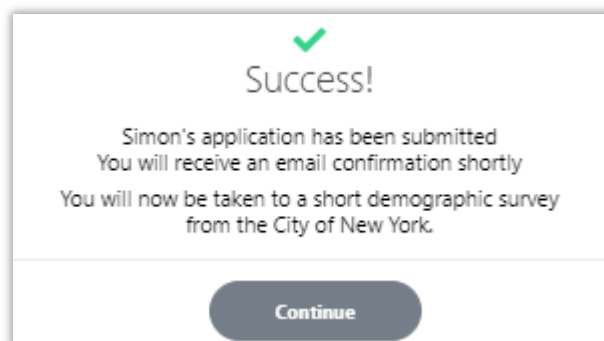 Success!
Simon's application has been submitted
You will receive an email confirmation shortly
You will now be taken to a short demographic survey
from the City of New York.
Continue